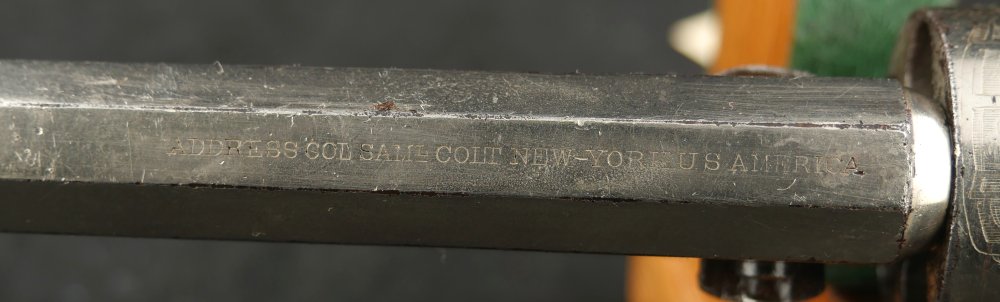 ADDRESS COL SAML COLT NEW-YORK U.S. AMERICA